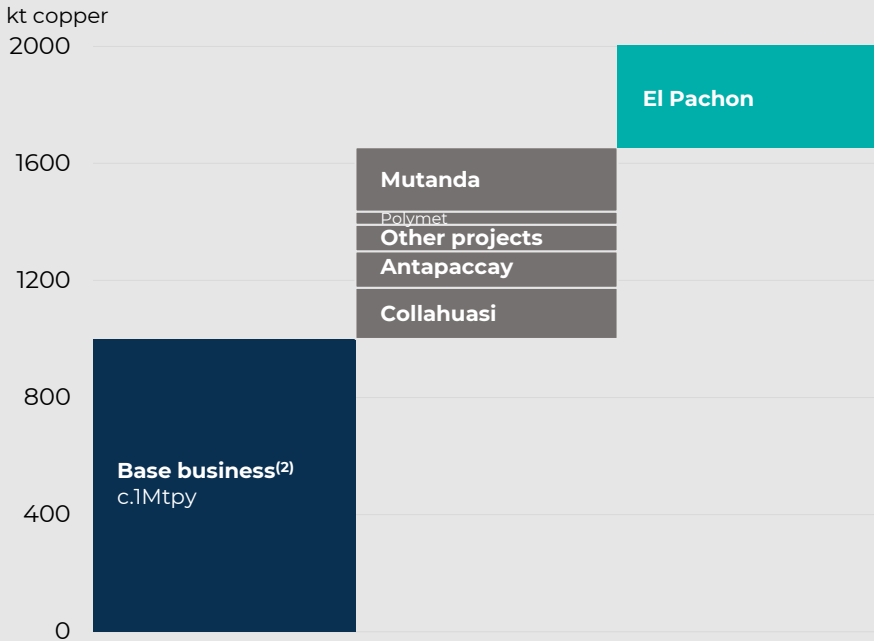 kt copper
2000
El Pachon
1600
Mutanda
Polymet
Other projects
1200
Antapaccay
Collahuasi
800
Base business(2)
c.1Mtpy
400
0